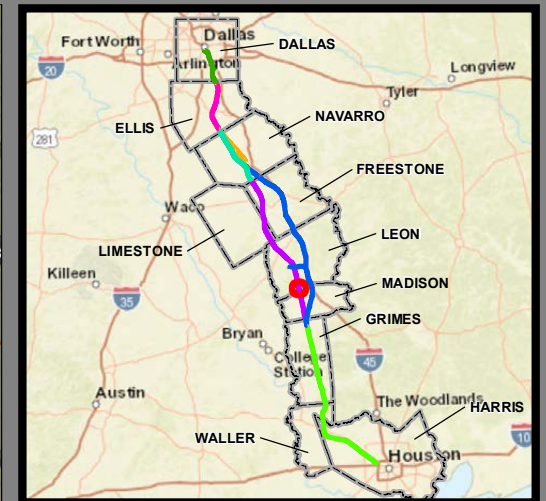 Dallas
DALLAS
Fort Worth
Arlington
20
Longview
Tyler
NAVARRO
ELLIS
281
FREESTONE
Waco
LEON
LIMESTONE
Killeen
MADISON
35
GRIMES
Bryan
College
Station
45
Austin
The Woodlands
HARRIS
WALLER
10
Houston